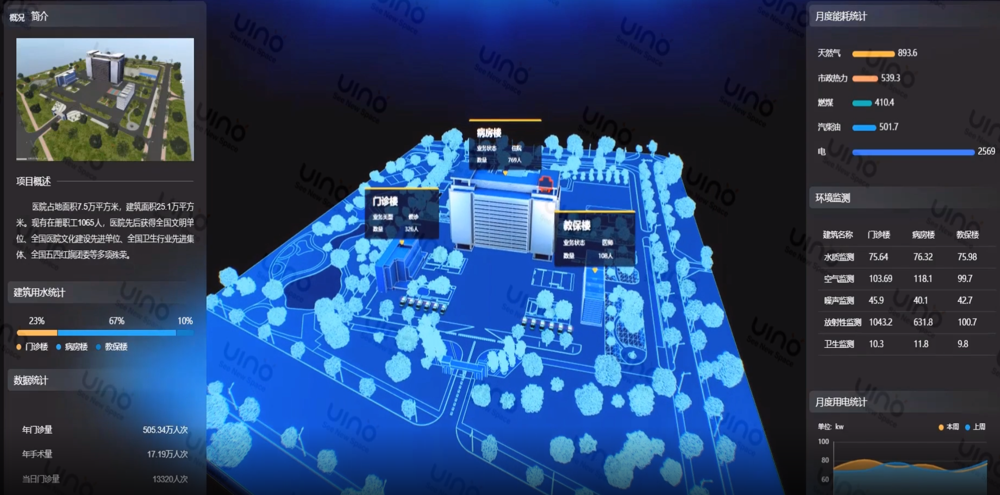 概况 简介
项目概述
医院占地面积7.5万平方米，建筑面积25.1万平方
米。现有在册职工1065人，医院先后获得全国文明单
位、全国医院文化建设先进单位、全国卫生行业先进集
体、全国五四红旗团委等多项殊荣。
建筑用水统计
23% 67% 10%
门诊楼 病房楼 教保楼
数据统计
年门诊量 505.34万人次
年手术量 17.19万人次
当日门诊量 13320人次
病房楼
业务状态 住院
数量 769人
门诊楼
业务类型
数量 326人
教保楼
业务状态 医师
数量 108人
月度能耗统计
天然气 893.6
市政热力 539.3
燃煤 410.4
汽柴油 501.7
电 2569
环境监测
建筑名称 门诊楼 病房楼 教保楼
水质监测 75.64 76.32 75.98
空气监测 103.69 118.1 99.7
噪声监测 45.9 40.1 42.7
放射性监测 1043.2 631.8 100.7
卫生监测 10.3 11.8 9.8
月度用电统计
单位: kw 本周 上周
100
80
60
UINO
See New Space